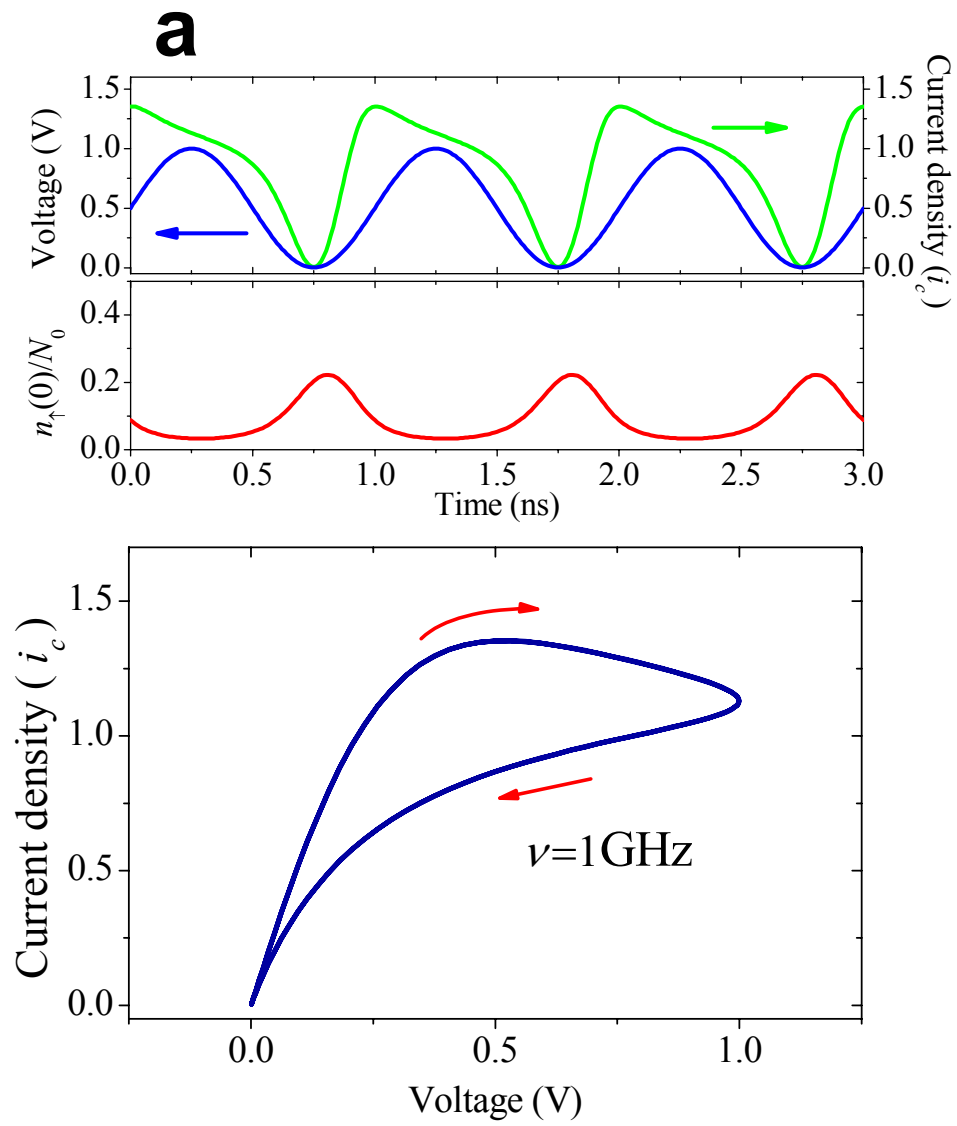 a
Voltage (V)
1.5
1.0
0.5
0.0
1.5
1.0
0.5
0.0
Current density (i_c)
n↑(0)/N_0
0.4
0.2
0.0
0.0 0.5 1.0 1.5 2.0 2.5 3.0
Time (ns)
Current density ( i_c )
1.5
1.0
0.5
0.0
ν=1GHz
0.0 0.5 1.0
Voltage (V)